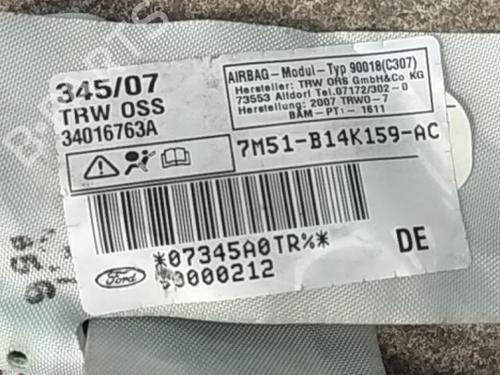 345/07
TRW OSS
34016763A
AIRBAG-Modul-Typ 90018(C307)
Hersteller: TRW ORS GmbH&Co KG
73553 Alfdorf Tel.07172/302-0
Herstellung: 2007 TRWO-7
BAM-PT1-1611
7M51-B14K159-AC
*07345A0TR%*
0000212
DE
Ford